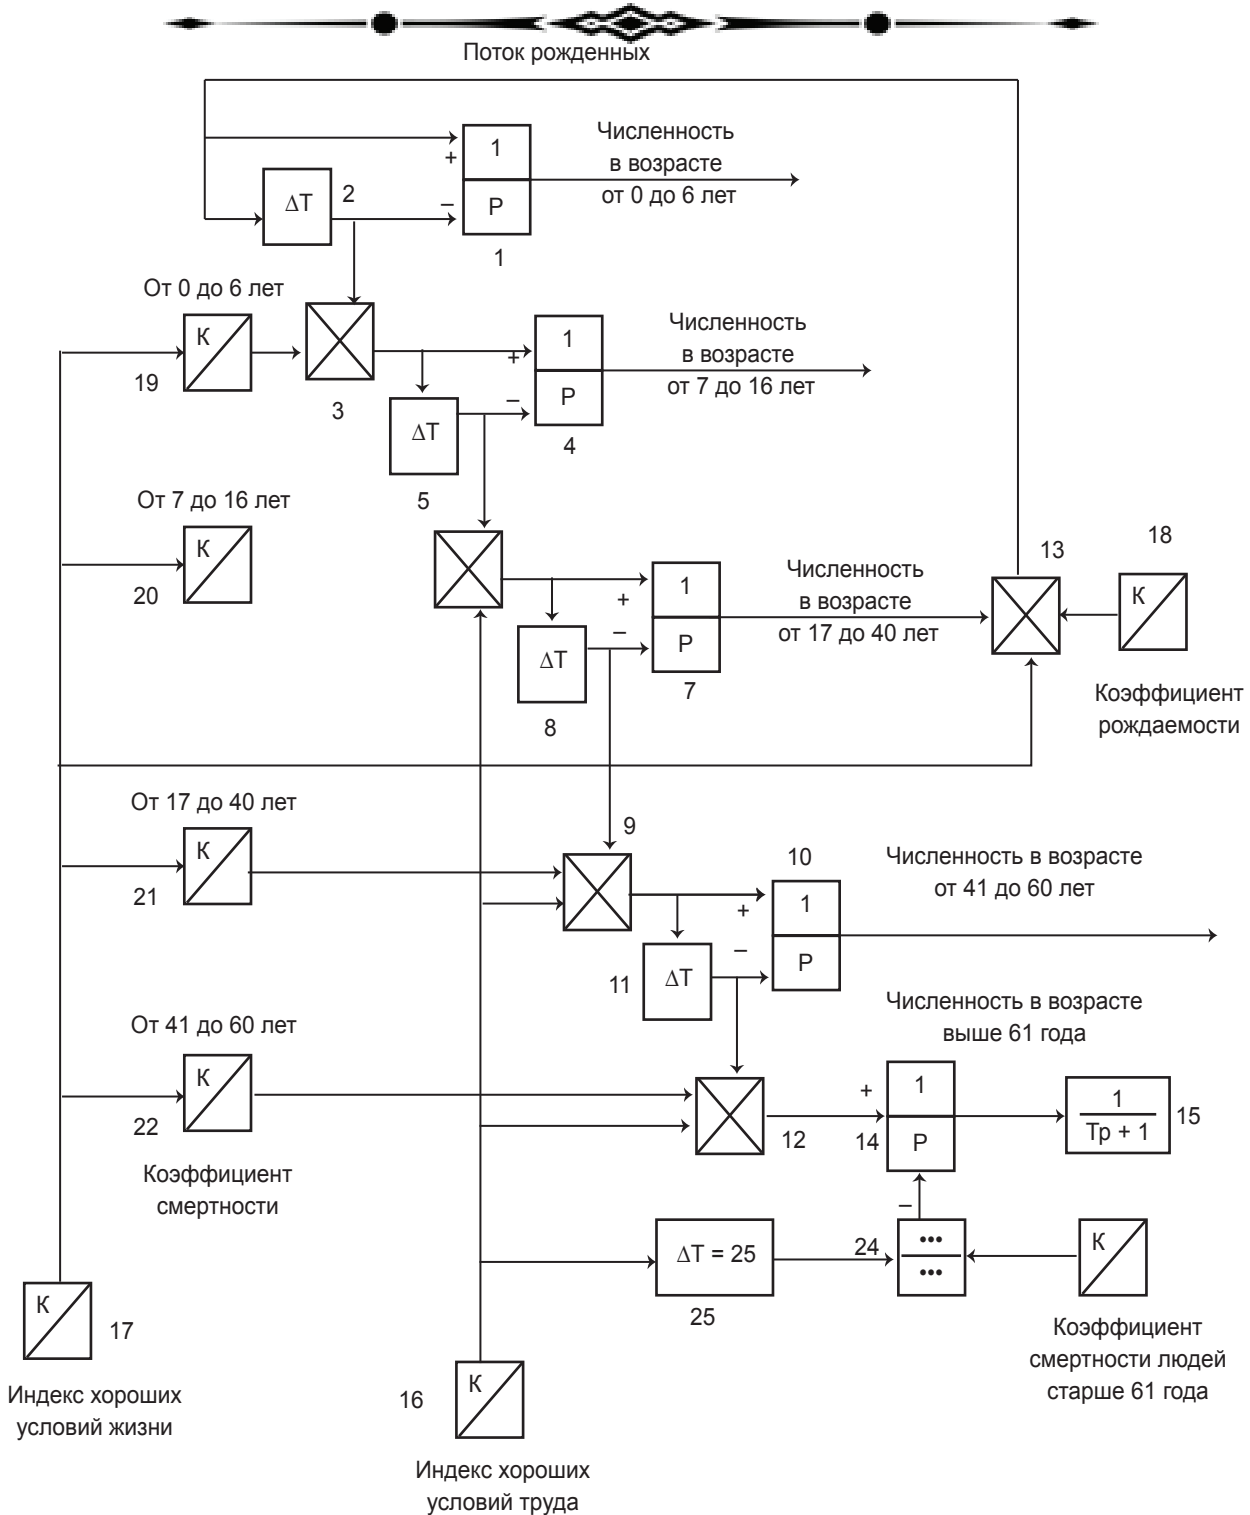 Поток рожденных
Численность
в возрасте
от 0 до 6 лет
1
+
ΔT
2
–
P
1
От 0 до 6 лет
K
19
3
Численность
в возрасте
от 7 до 16 лет
1
+
–
P
4
ΔT
5
От 7 до 16 лет
K
20
Численность
в возрасте
от 17 до 40 лет
1
+
–
P
7
ΔT
8
13
18
K
Коэффициент
рождаемости
От 17 до 40 лет
K
21
9
10
Численность в возрасте
от 41 до 60 лет
1
+
–
P
11
ΔT
От 41 до 60 лет
K
22
Коэффициент
смертности
Численность в возрасте
выше 61 года
12
+
1
14
P
–
1
Tp + 1
15
ΔT = 25
25
24
•••
•••
K
Коэффициент
смертности людей
старше 61 года
K
17
Индекс хороших
условий жизни
16
K
Индекс хороших
условий труда